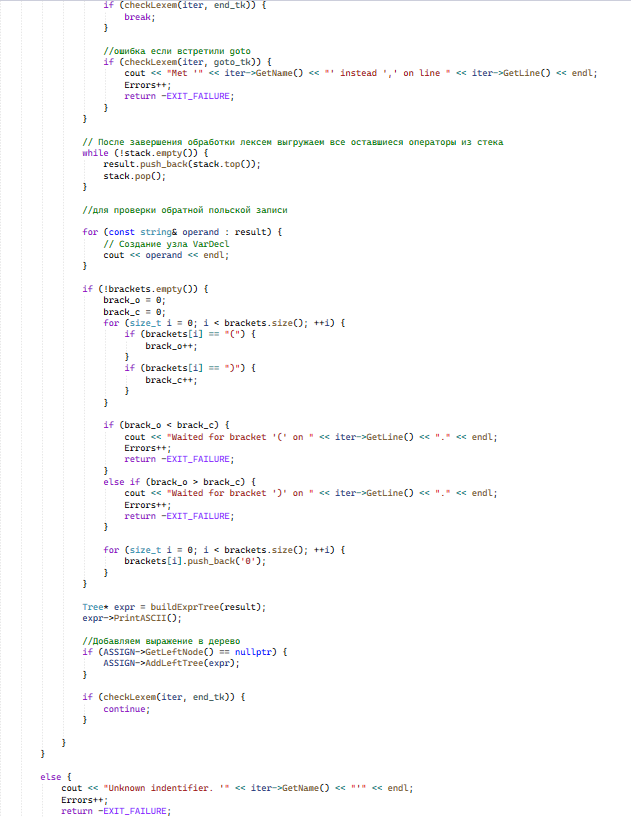 if (checkLexem(iter, end_tk)) {
break;
}
//ошибка если встретили goto
if (checkLexem(iter, goto_tk)) {
cout << "Met '" << iter->GetName() << "' instead ',' on line " << iter->GetLine() << endl;
Errors++;
return -EXIT_FAILURE;
}
}
// После завершения обработки лексем выгружаем все оставшиеся операторы из стека
while (!stack.empty()) {
result.push_back(stack.top());
stack.pop();
}
//для проверки обратной польской записи
for (const string& operand : result) {
// Создание узла VarDecl
cout << operand << endl;
}
if (!brackets.empty()) {
brack_o = 0;
brack_c = 0;
for (size_t i = 0; i < brackets.size(); ++i) {
if (brackets[i] == "(") {
brack_o++;
}
if (brackets[i] == ")") {
brack_c++;
}
}
if (brack_o < brack_c) {
cout << "Waited for bracket '(' on " << iter->GetLine() << "." << endl;
Errors++;
return -EXIT_FAILURE;
}
else if (brack_o > brack_c) {
cout << "Waited for bracket ')' on " << iter->GetLine() << "." << endl;
Errors++;
return -EXIT_FAILURE;
}
for (size_t i = 0; i < brackets.size(); ++i) {
brackets[i].push_back('0');
}
}
Tree* expr = buildExprTree(result);
expr->PrintASCII();
//Добавляем выражение в дерево
if (ASSIGN->GetLeftNode() == nullptr) {
ASSIGN->AddLeftTree(expr);
}
if (checkLexem(iter, end_tk)) {
continue;
}
}
}
else {
cout << "Unknown indentifier. '" << iter->GetName() << "'" << endl;
Errors++;
return -EXIT_FAILURE;